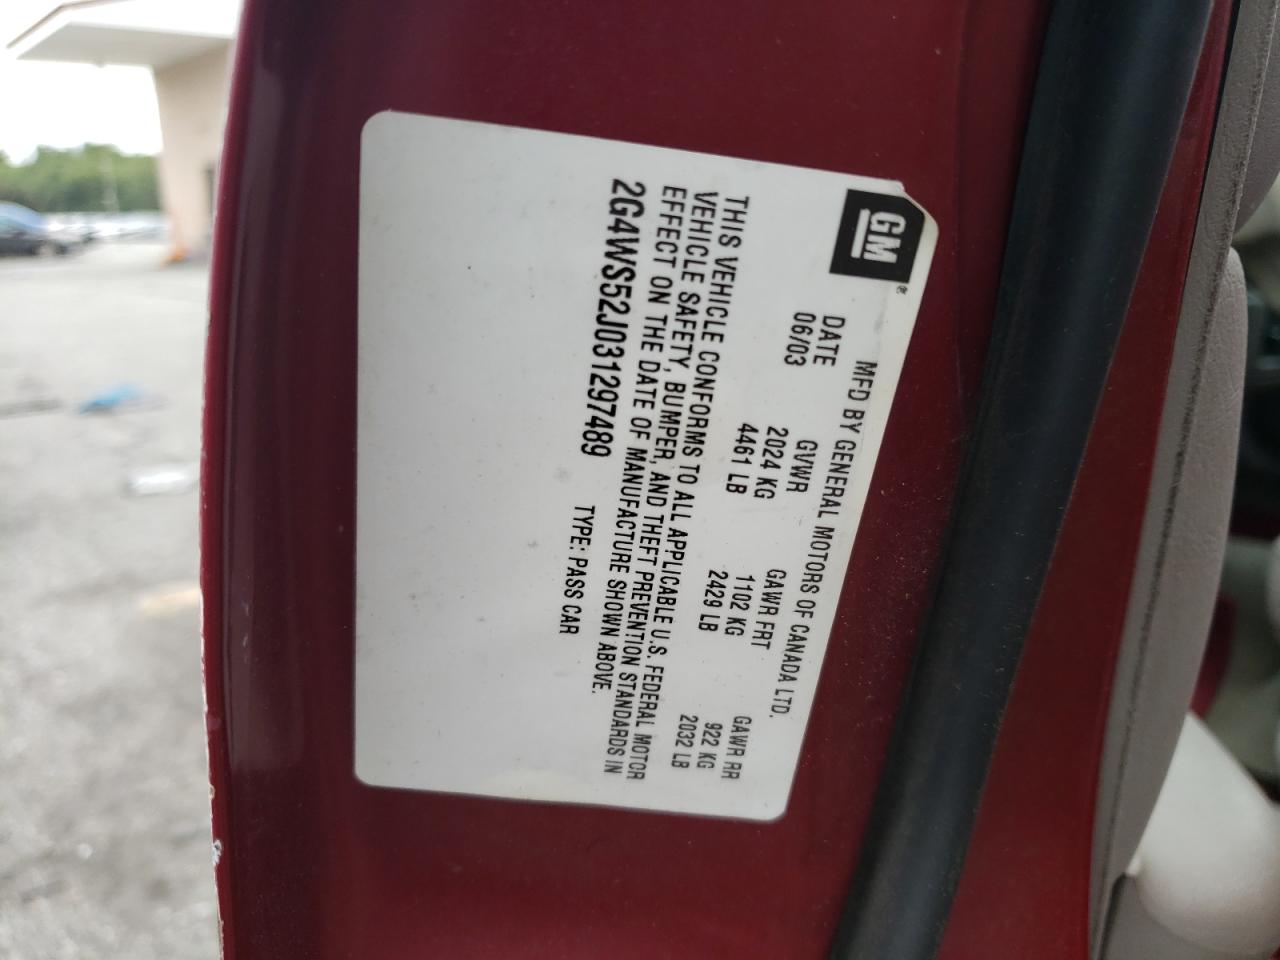 GM®
MFD BY GENERAL MOTORS OF CANADA LTD.
DATE GVWR GAWR FRT GAWR RR
06/03 2024 KG 1102 KG 922 KG
4461 LB 2429 LB 2032 LB
THIS VEHICLE CONFORMS TO ALL APPLICABLE U.S. FEDERAL MOTOR
VEHICLE SAFETY, BUMPER, AND THEFT PREVENTION STANDARDS IN
EFFECT ON THE DATE OF MANUFACTURE SHOWN ABOVE.
2G4WS52J031297489 TYPE: PASS CAR